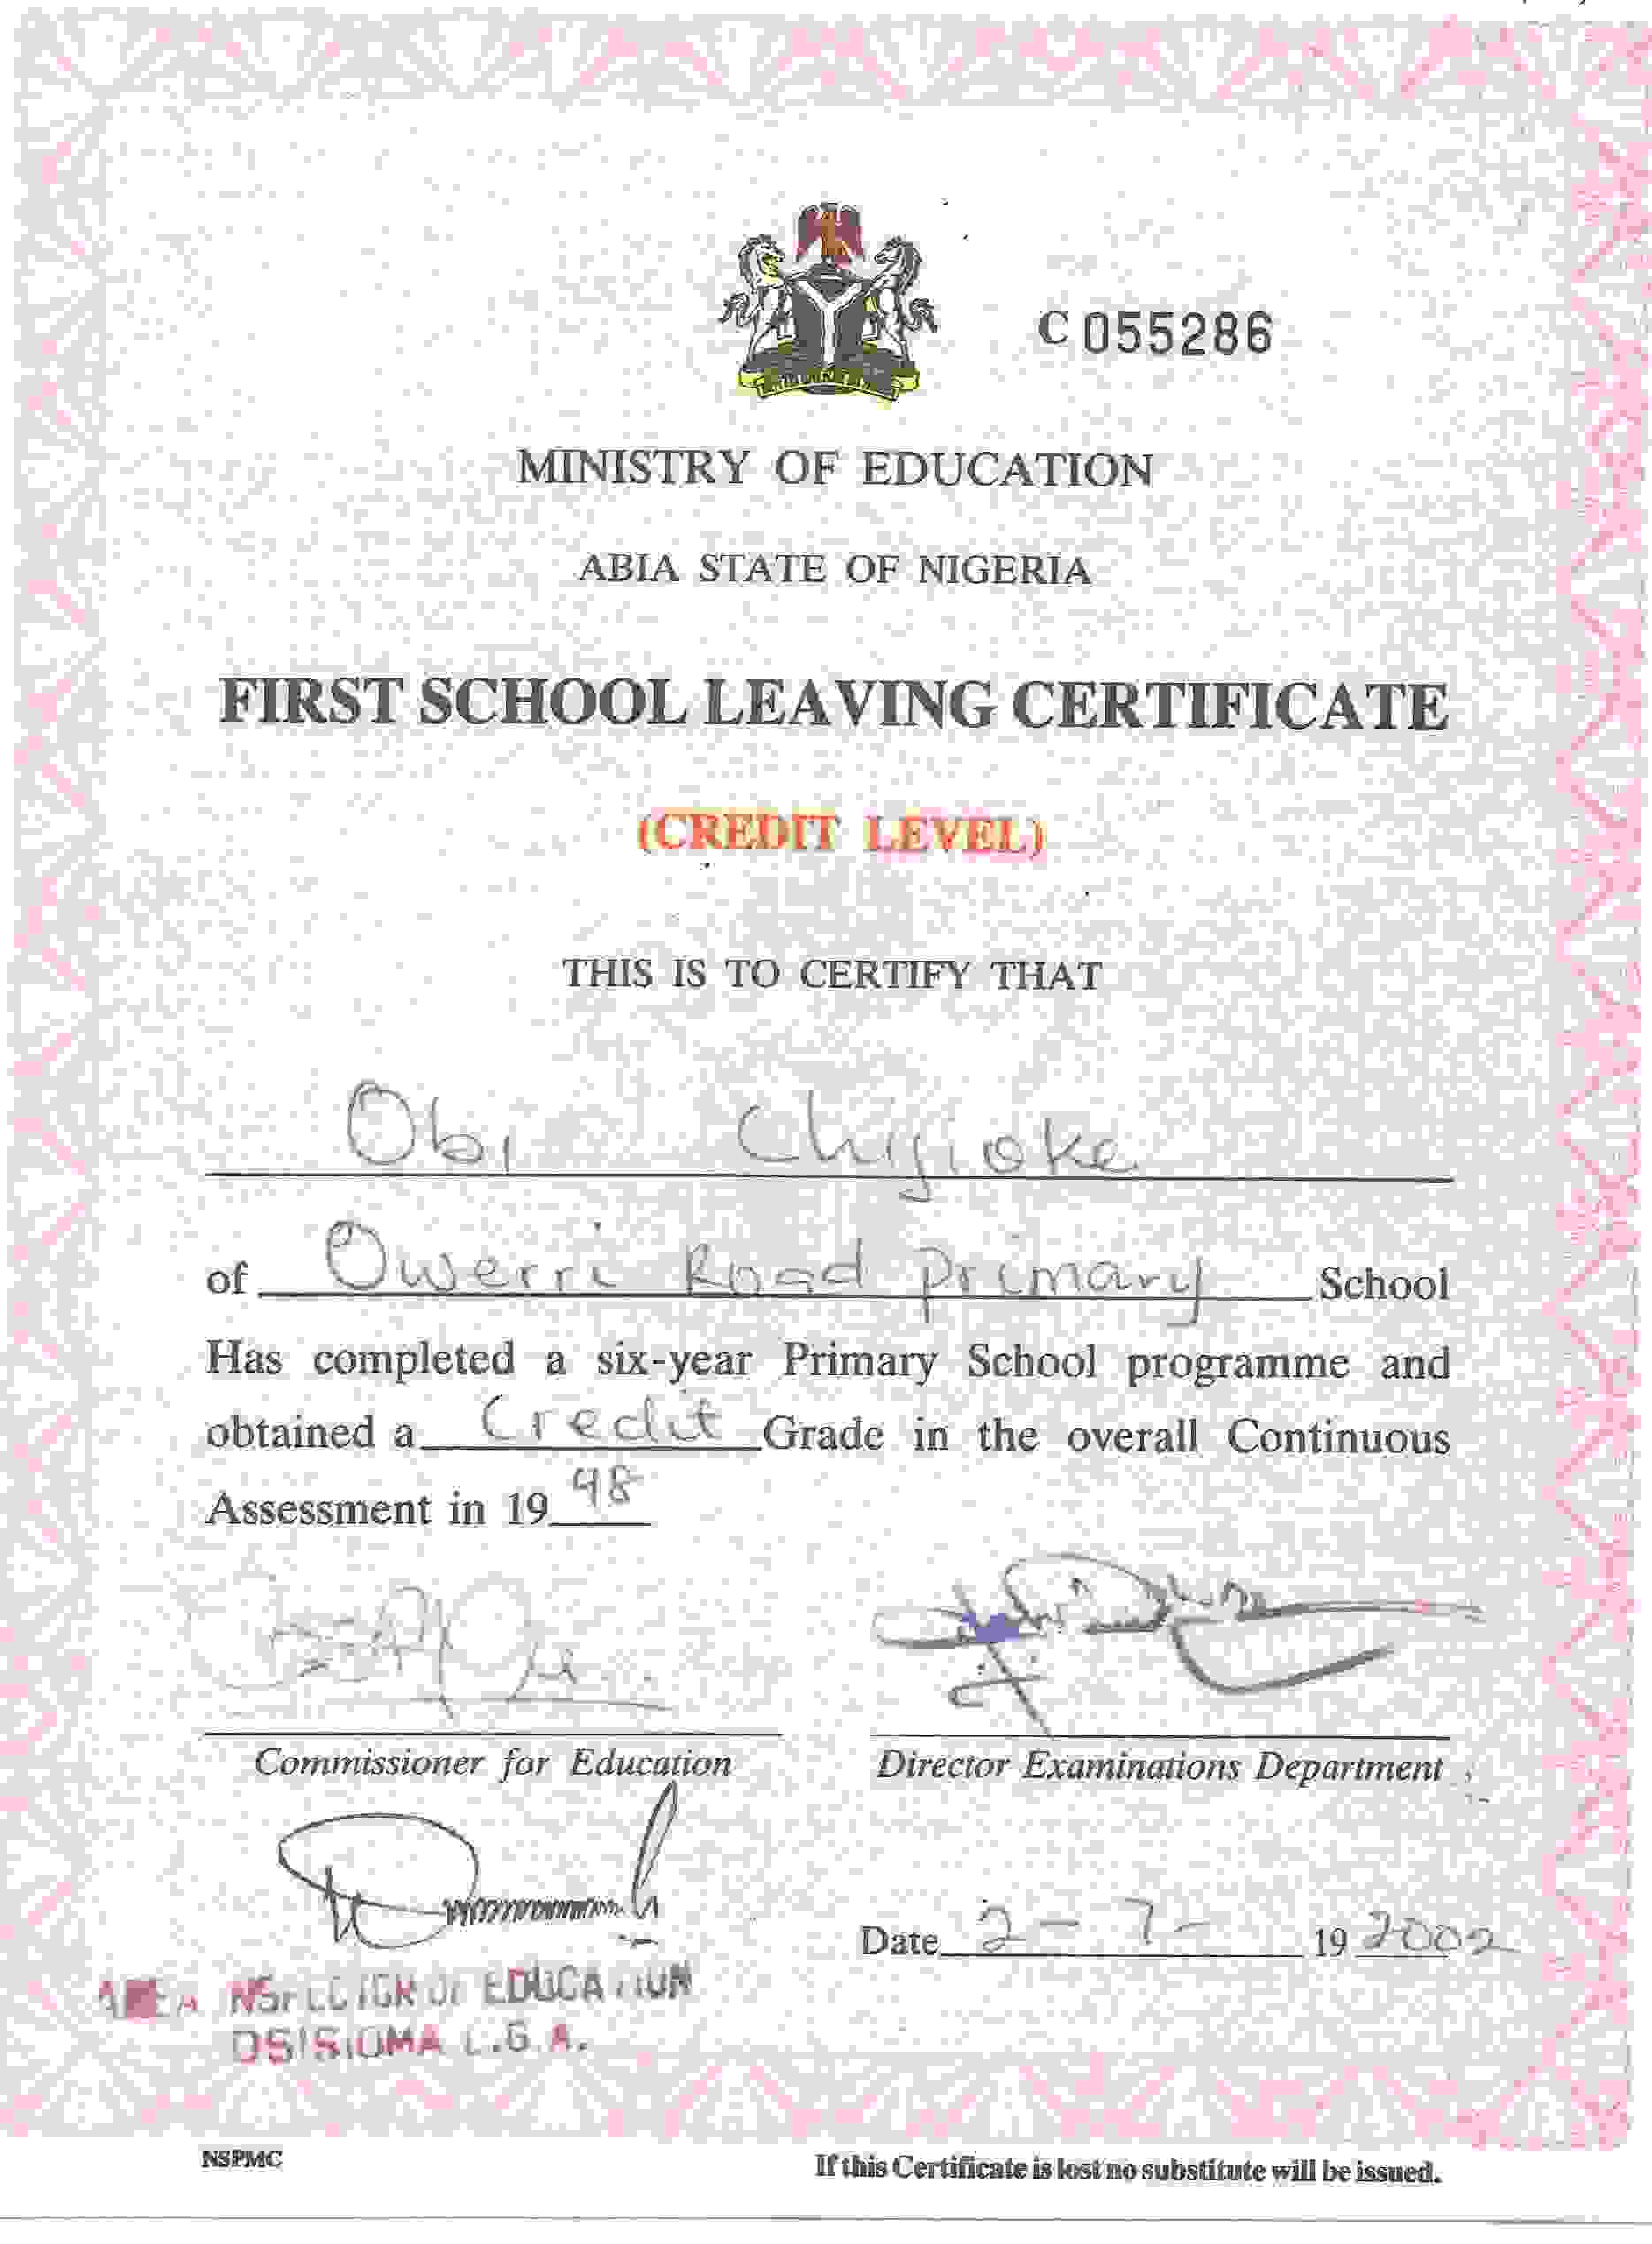 C 055286
MINISTRY OF EDUCATION
ABIA STATE OF NIGERIA
FIRST SCHOOL LEAVING CERTIFICATE
(CREDIT LEVEL)
THIS IS TO CERTIFY THAT
Obi Chijioke
of Owerri Road Primary School
Has completed a six-year Primary School programme and
obtained a Credit Grade in the overall Continuous
Assessment in 19 98
Commissioner for Education
Director Examinations Department
Date 2 - 7 - 19 2002
AREA INSPECTOR OF EDUCATION
OSISIOMA L.G.A.
NSPMC
If this Certificate is lost no substitute will be issued.